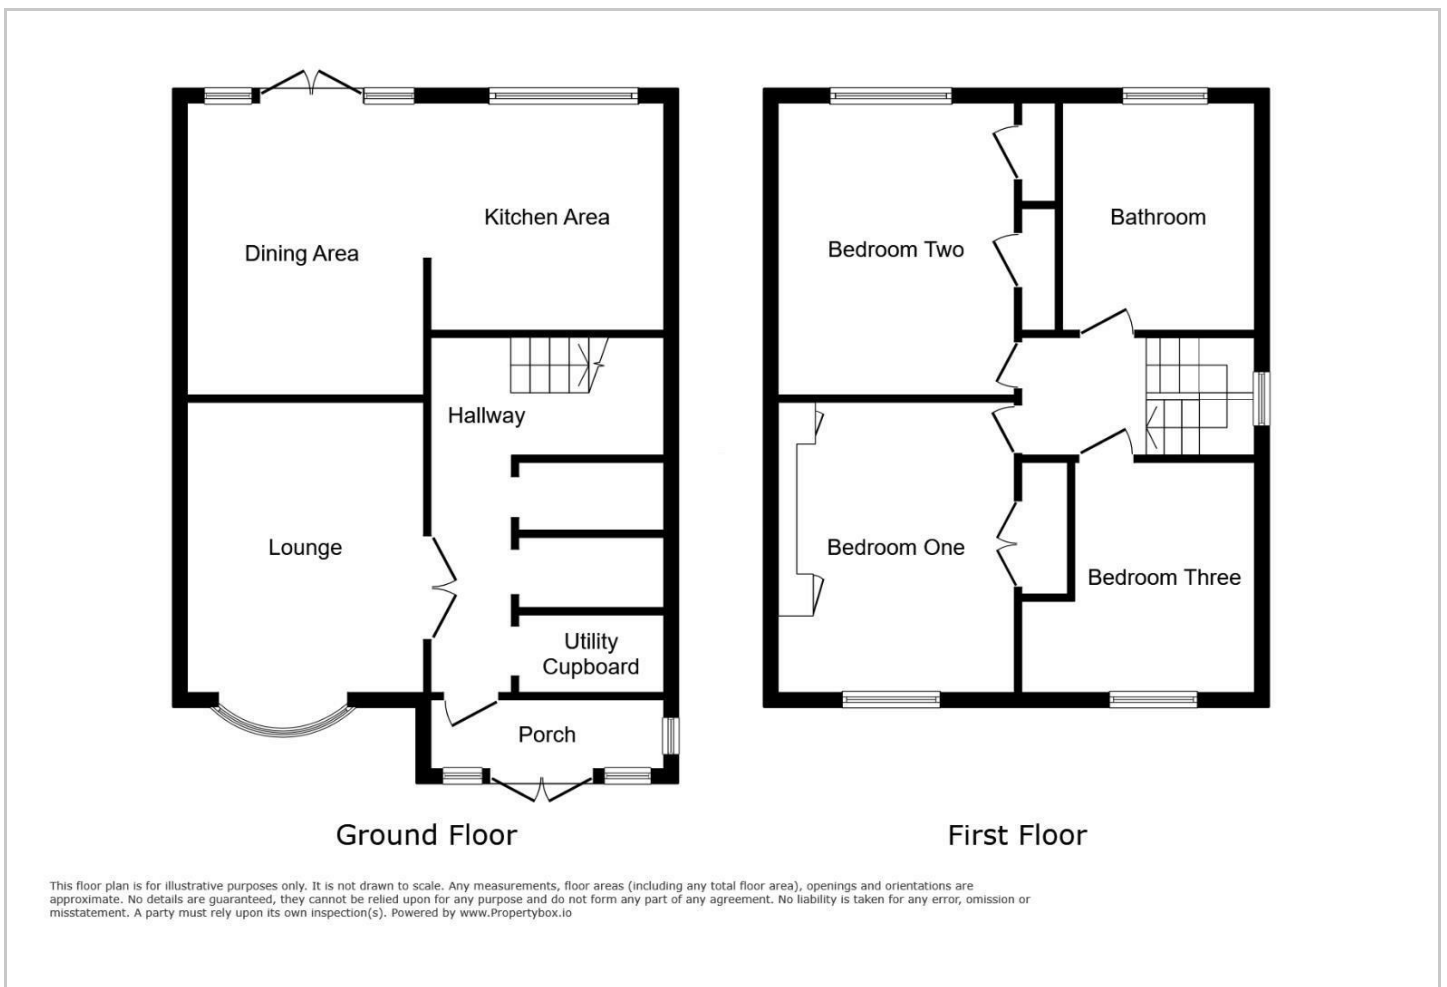 Dining Area
Kitchen Area
Hallway
Lounge
Utility
Cupboard
Porch
Ground Floor
Bedroom Two
Bathroom
Bedroom One
Bedroom Three
First Floor
This floor plan is for illustrative purposes only. It is not drawn to scale. Any measurements, floor areas (including any total floor area), openings and orientations are
approximate. No details are guaranteed, they cannot be relied upon for any purpose and do not form any part of any agreement. No liability is taken for any error, omission or
misstatement. A party must rely upon its own inspection(s). Powered by www.Propertybox.io